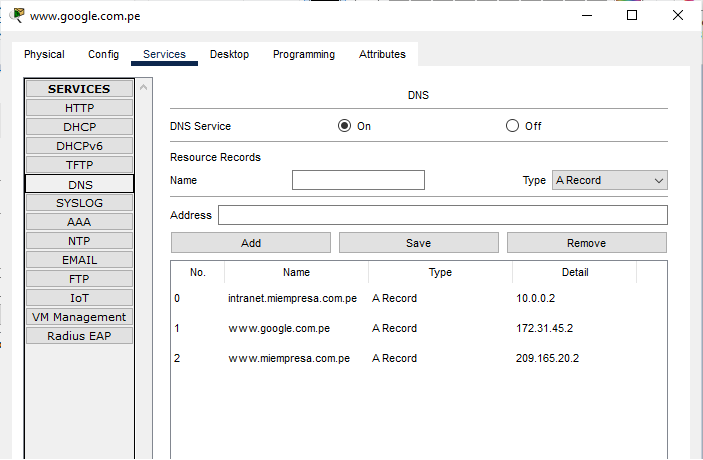 www.google.com.pe
Physical Config Services Desktop Programming Attributes
SERVICES
HTTP
DHCP
DHCPv6
TFTP
DNS
SYSLOG
AAA
NTP
EMAIL
FTP
IoT
VM Management
Radius EAP
DNS
DNS Service On Off
Resource Records
Name Type A Record
Address
Add Save Remove
No. Name Type Detail
0 intranet.miempresa.com.pe A Record 10.0.0.2
1 www.google.com.pe A Record 172.31.45.2
2 www.miempresa.com.pe A Record 209.165.20.2